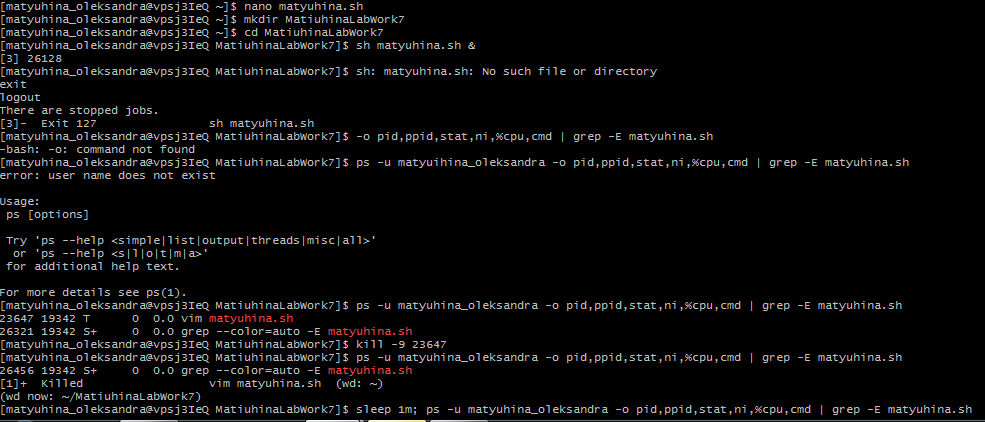 [matyuhina_oleksandra@vpsj3IeQ ~]$ nano matyuhina.sh
[matyuhina_oleksandra@vpsj3IeQ ~]$ mkdir MatiuhinaLabWork7
[matyuhina_oleksandra@vpsj3IeQ ~]$ cd MatiuhinaLabWork7
[matyuhina_oleksandra@vpsj3IeQ MatiuhinaLabWork7]$ sh matyuhina.sh &
[3] 26128
[matyuhina_oleksandra@vpsj3IeQ MatiuhinaLabWork7]$ sh: matyuhina.sh: No such file or directory
exit
logout
There are stopped jobs.
[3]-  Exit 127                sh matyuhina.sh
[matyuhina_oleksandra@vpsj3IeQ MatiuhinaLabWork7]$ -o pid,ppid,stat,ni,%cpu,cmd | grep -E matyuhina.sh
-bash: -o: command not found
[matyuhina_oleksandra@vpsj3IeQ MatiuhinaLabWork7]$ ps -u matyuihina_oleksandra -o pid,ppid,stat,ni,%cpu,cmd | grep -E matyuhina.sh
error: user name does not exist
Usage:
 ps [options]
 Try 'ps --help <simple|list|output|threads|misc|all>'
  or 'ps --help <s|l|o|t|m|a>'
 for additional help text.
For more details see ps(1).
[matyuhina_oleksandra@vpsj3IeQ MatiuhinaLabWork7]$ ps -u matyuhina_oleksandra -o pid,ppid,stat,ni,%cpu,cmd | grep -E matyuhina.sh
23647 19342 T      0  0.0 vim matyuhina.sh
26321 19342 S+     0  0.0 grep --color=auto -E matyuhina.sh
[matyuhina_oleksandra@vpsj3IeQ MatiuhinaLabWork7]$ kill -9 23647
[matyuhina_oleksandra@vpsj3IeQ MatiuhinaLabWork7]$ ps -u matyuhina_oleksandra -o pid,ppid,stat,ni,%cpu,cmd | grep -E matyuhina.sh
26456 19342 S+     0  0.0 grep --color=auto -E matyuhina.sh
[1]+  Killed                  vim matyuhina.sh  (wd: ~)
(wd now: ~/MatiuhinaLabWork7)
[matyuhina_oleksandra@vpsj3IeQ MatiuhinaLabWork7]$ sleep 1m; ps -u matyuhina_oleksandra -o pid,ppid,stat,ni,%cpu,cmd | grep -E matyuhina.sh